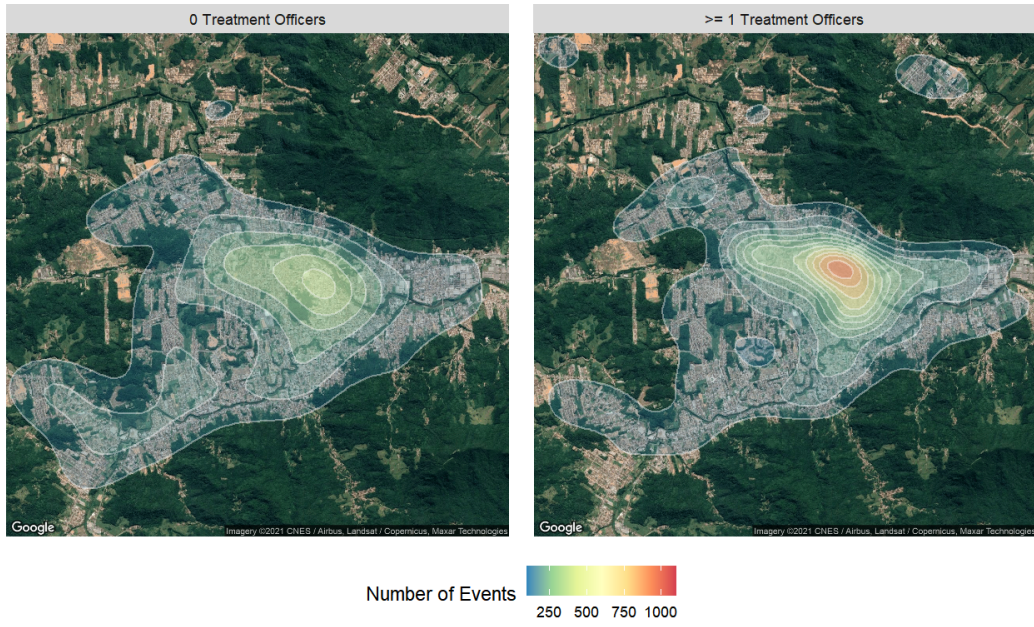 0 Treatment Officers
>= 1 Treatment Officers
Google
Imagery ©2021 CNES / Airbus, Landsat / Copernicus, Maxar Technologies
Google
Imagery ©2021 CNES / Airbus, Landsat / Copernicus, Maxar Technologies
Number of Events
250 500 750 1000